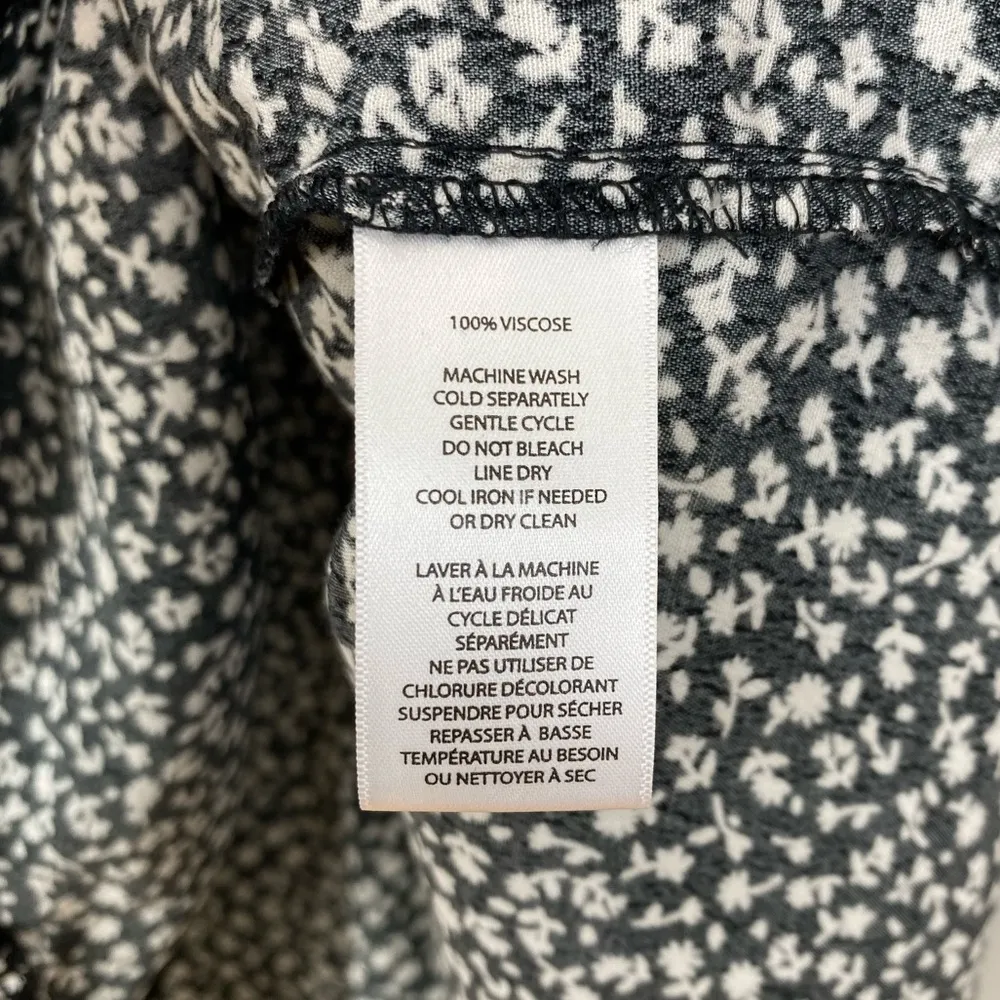 100% VISCOSE
MACHINE WASH
COLD SEPARATELY
GENTLE CYCLE
DO NOT BLEACH
LINE DRY
COOL IRON IF NEEDED
OR DRY CLEAN
LAVER À LA MACHINE
À L'EAU FROIDE AU
CYCLE DÉLICAT
SÉPARÉMENT
NE PAS UTILISER DE
CHLORURE DÉCOLORANT
SUSPENDRE POUR SÉCHER
REPASSER À BASSE
TEMPÉRATURE AU BESOIN
OU NETTOYER À SEC